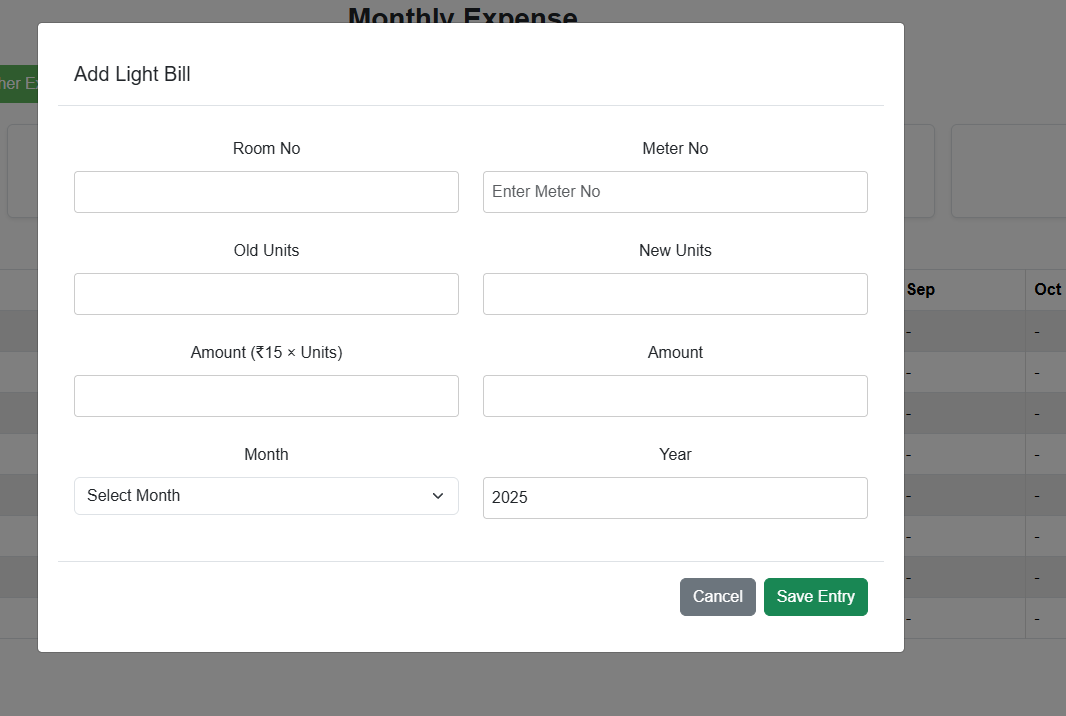 Monthly Expense
her Ex
Add Light Bill
Room No
Meter No
Enter Meter No
Old Units
New Units
Sep
Oct
-
-
Amount (₹15 × Units)
Amount
-
-
-
-
Month
Year
-
-
Select Month
2025
-
-
-
-
-
-
Cancel
Save Entry
-
-